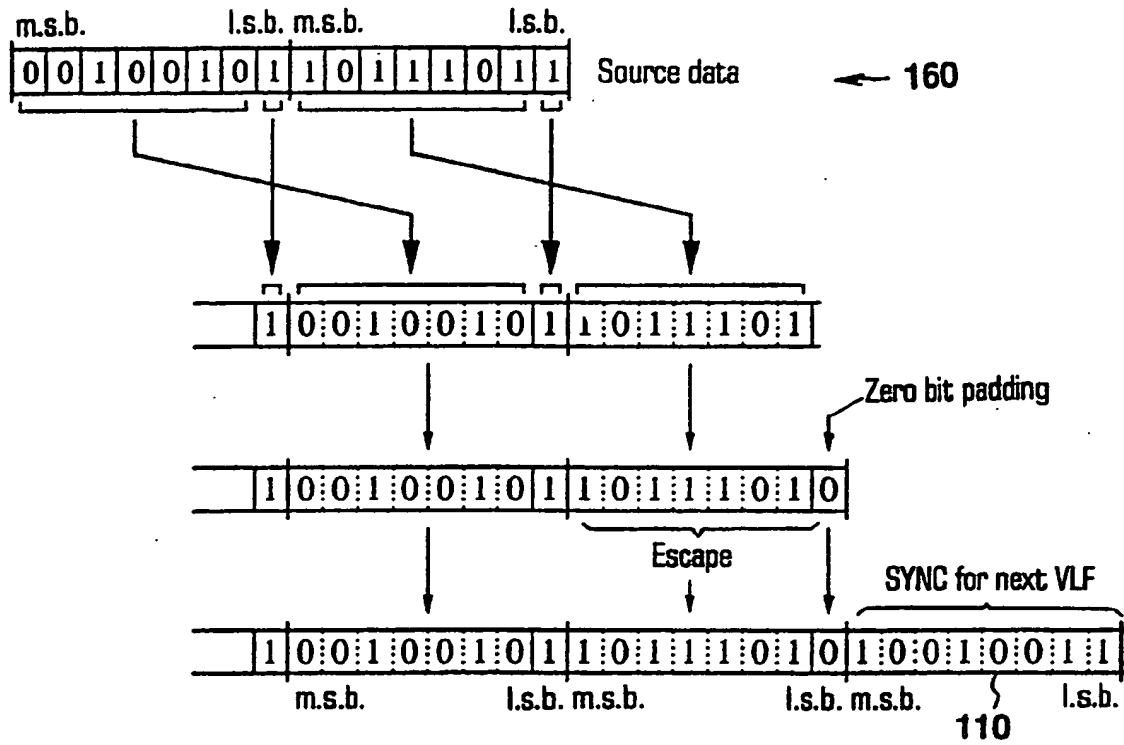 m.s.b. l.s.b. m.s.b. l.s.b.
0 0 1 0 0 1 0 1 1 0 1 1 1 0 1 1 Source data 160
1 0 0 1 0 0 1 0 1 1 0 1 1 1 0 1
Zero bit padding
1 0 0 1 0 0 1 0 1 1 0 1 1 1 0 1 0
Escape
SYNC for next VLF
1 0 0 1 0 0 1 0 1 1 0 1 1 1 0 1 0 1 0 0 1 0 0 1 1
m.s.b. l.s.b. m.s.b. l.s.b. m.s.b. l.s.b.
110